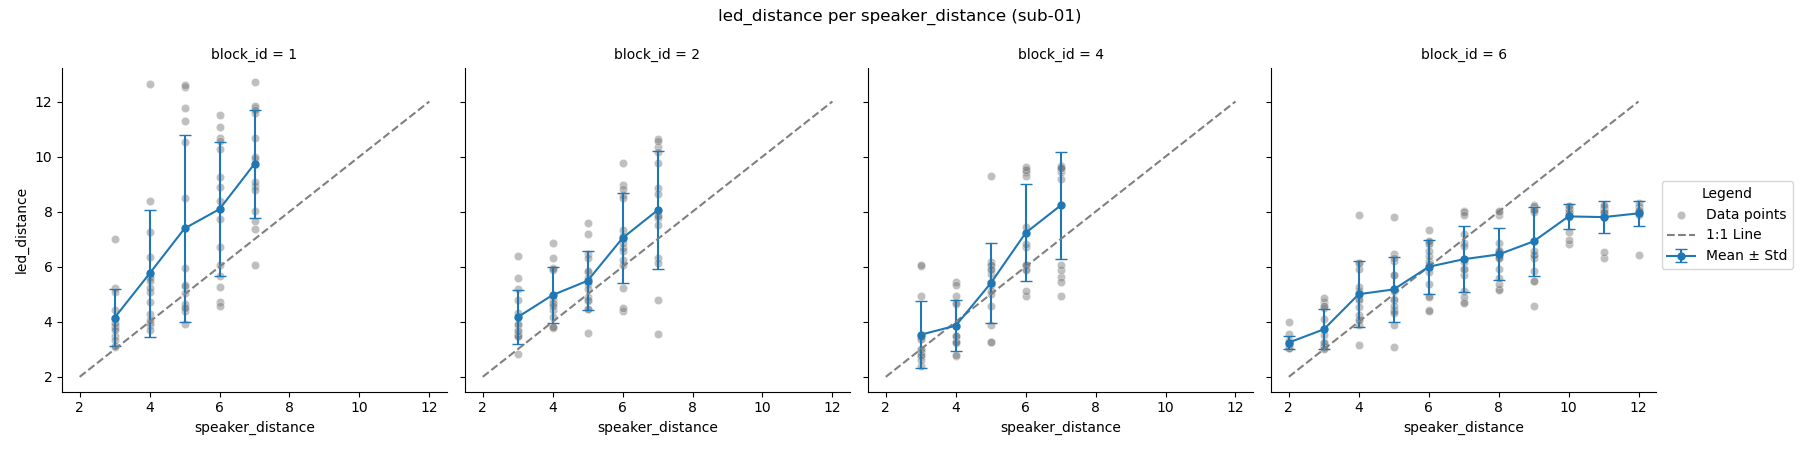 led_distance per speaker_distance (sub-01)
block_id = 1
block_id = 2
block_id = 4
block_id = 6
led_distance
12
10
8
6
4
2
2 4 6 8 10 12
2 4 6 8 10 12
2 4 6 8 10 12
2 4 6 8 10 12
speaker_distance
speaker_distance
speaker_distance
speaker_distance
Legend
Data points
1:1 Line
Mean ± Std